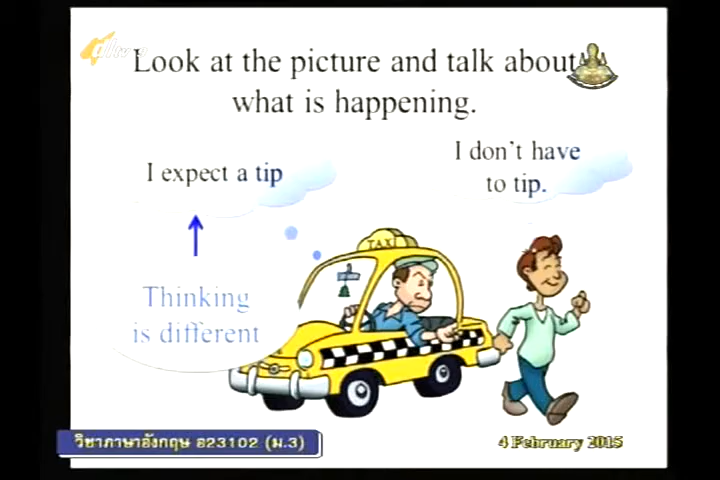 Look at the picture and talk about
what is happening.
I don't have
to tip.
I expect a tip
Thinking
is different
TAXI
วิชาภาษาอังกฤษ อ23102 (ม.3)
4 February 2015